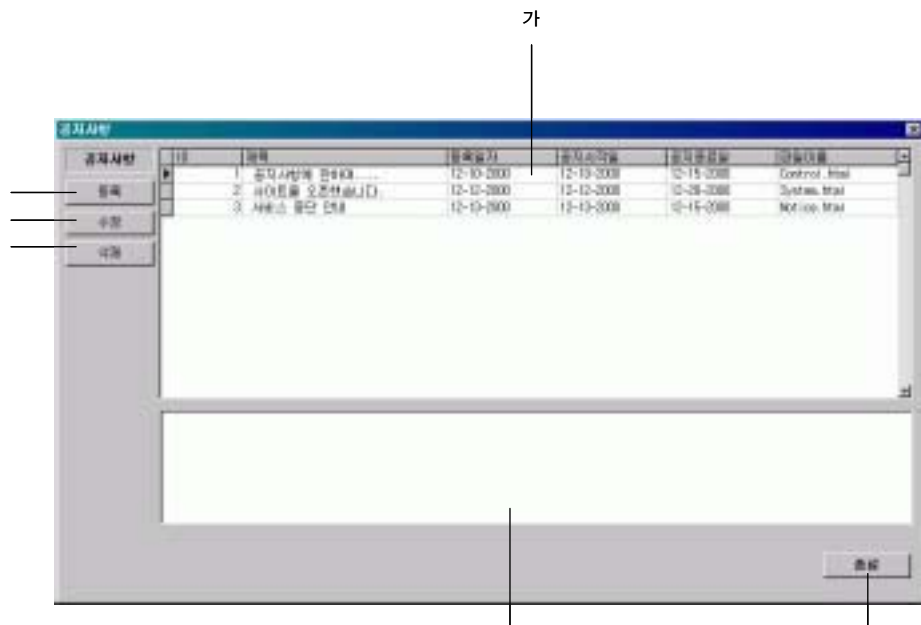 가
공지사항
공지사항
ID 제목 등록일자 공지시작일 공지종료일 파일이름
1 공지사항에 관하여......
12-10-2000 12-10-2000 12-15-2000 Control.html
2 사이트를 오픈했습니다. 12-12-2000 12-12-2000 12-28-2000 System.html
3 서비스 중단 안내 12-13-2000 12-13-2000 12-15-2000 Notice.html
등록
수정
삭제
종료